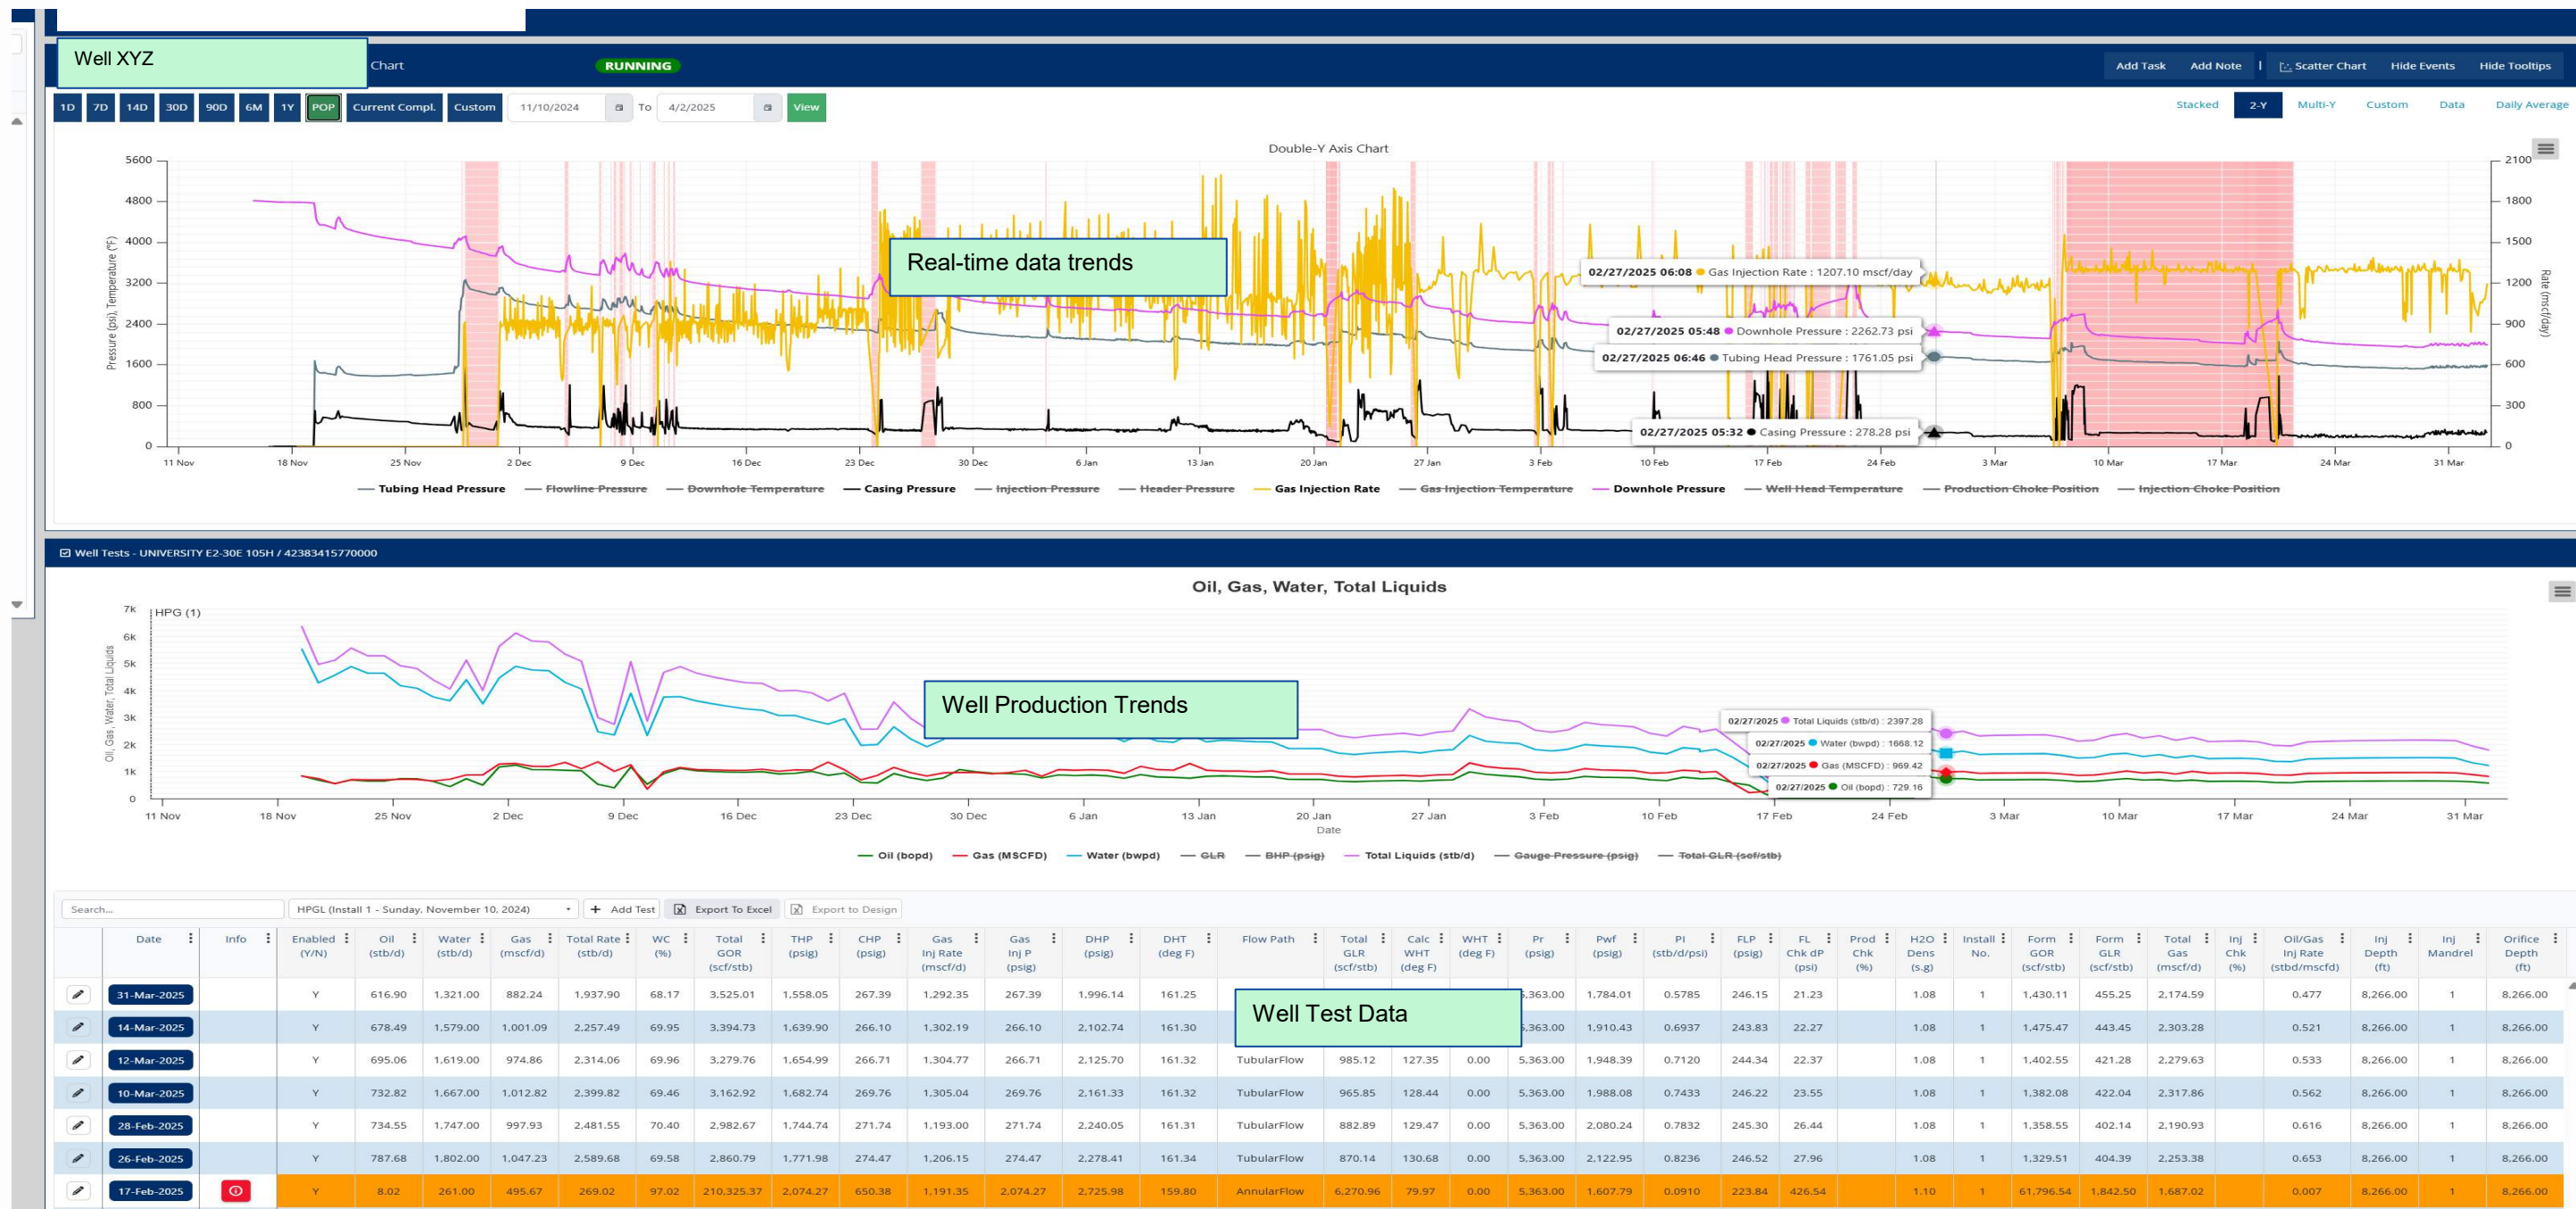 Well XYZ
Chart
RUNNING
Add Task Add Note | Scatter Chart Hide Events Hide Tooltips
1D 7D 14D 30D 90D 6M 1Y POP Current Compl. Custom 11/10/2024 To 4/2/2025 View
Stacked 2-Y Multi-Y Custom Data Daily Average
Double-Y Axis Chart
Pressure (psi), Temperature (°F)
5600
4800
4000
3200
2400
1600
800
0
2100
1800
1500
1200
900
600
300
0
Rate (mscf/day)
Real-time data trends
02/27/2025 06:08 Gas Injection Rate : 1207.10 mscf/day
02/27/2025 05:48 Downhole Pressure : 2262.73 psi
02/27/2025 06:46 Tubing Head Pressure : 1761.05 psi
02/27/2025 05:32 Casing Pressure : 278.28 psi
11 Nov 18 Nov 25 Nov 2 Dec 9 Dec 16 Dec 23 Dec 30 Dec 6 Jan 13 Jan 20 Jan 27 Jan 3 Feb 10 Feb 17 Feb 24 Feb 3 Mar 10 Mar 17 Mar 24 Mar 31 Mar
Tubing Head Pressure Flowline Pressure Downhole Temperature Casing Pressure Injection Pressure Header Pressure Gas Injection Rate Gas Injection Temperature Downhole Pressure Well Head Temperature Production Choke Position Injection Choke Position
Well Tests - UNIVERSITY E2-30E 105H / 42383415770000
Oil, Gas, Water, Total Liquids
Oil, Gas, Water, Total Liquids
7k
6k
5k
4k
3k
2k
1k
0
HPG (1)
Well Production Trends
02/27/2025 Total Liquids (stb/d) : 2397.28
02/27/2025 Water (bwpd) : 1668.12
02/27/2025 Gas (MSCFD) : 969.42
02/27/2025 Oil (bopd) : 729.16
11 Nov 18 Nov 25 Nov 2 Dec 9 Dec 16 Dec 23 Dec 30 Dec 6 Jan 13 Jan 20 Jan 27 Jan 3 Feb 10 Feb 17 Feb 24 Feb 3 Mar 10 Mar 17 Mar 24 Mar 31 Mar
Date
Oil (bopd) Gas (MSCFD) Water (bwpd) GLR BHP (psig) Total Liquids (stb/d) Gauge Pressure (psig) Total GLR (scf/stb)
Search... HPGL (Install 1 - Sunday, November 10, 2024) + Add Test Export To Excel Export to Design
Date Info Enabled (Y/N) Oil (stb/d) Water (stb/d) Gas (mscf/d) Total Rate (stb/d) WC (%) Total GOR (scf/stb) THP (psig) CHP (psig) Gas Inj Rate (mscf/d) Gas Inj P (psig) DHP (psig) DHT (deg F) Flow Path Total GLR (scf/stb) Calc WHT (deg F) WHT (deg F) Pr (psig) Pwf (psig) PI (stb/d/psi) FLP (psig) FL Chk dP (psi) Prod Chk (%) H2O Dens (s.g) Install No. Form GOR (scf/stb) Form GLR (scf/stb) Total Gas (mscf/d) Inj Chk (%) Oil/Gas Inj Rate (stbd/mscfd) Inj Depth (ft) Inj Mandrel Orifice Depth (ft)
31-Mar-2025 Y 616.90 1,321.00 882.24 1,937.90 68.17 3,525.01 1,558.05 267.39 1,292.35 267.39 1,996.14 161.25 ,363.00 1,784.01 0.5785 246.15 21.23 1.08 1 1,430.11 455.25 2,174.59 0.477 8,266.00 1 8,266.00
Well Test Data
14-Mar-2025 Y 678.49 1,579.00 1,001.09 2,257.49 69.95 3,394.73 1,639.90 266.10 1,302.19 266.10 2,102.74 161.30 ,363.00 1,910.43 0.6937 243.83 22.27 1.08 1 1,475.47 443.45 2,303.28 0.521 8,266.00 1 8,266.00
12-Mar-2025 Y 695.06 1,619.00 974.86 2,314.06 69.96 3,279.76 1,654.99 266.71 1,304.77 266.71 2,125.70 161.32 TubularFlow 985.12 127.35 0.00 5,363.00 1,948.39 0.7120 244.34 22.37 1.08 1 1,402.55 421.28 2,279.63 0.533 8,266.00 1 8,266.00
10-Mar-2025 Y 732.82 1,667.00 1,012.82 2,399.82 69.46 3,162.92 1,682.74 269.76 1,305.04 269.76 2,161.33 161.32 TubularFlow 965.85 128.44 0.00 5,363.00 1,988.08 0.7433 246.22 23.55 1.08 1 1,382.08 422.04 2,317.86 0.562 8,266.00 1 8,266.00
28-Feb-2025 Y 734.55 1,747.00 997.93 2,481.55 70.40 2,982.67 1,744.74 271.74 1,193.00 271.74 2,240.05 161.31 TubularFlow 882.89 129.47 0.00 5,363.00 2,080.24 0.7832 245.30 26.44 1.08 1 1,358.55 402.14 2,190.93 0.616 8,266.00 1 8,266.00
26-Feb-2025 Y 787.68 1,802.00 1,047.23 2,589.68 69.58 2,860.79 1,771.98 274.47 1,206.15 274.47 2,278.41 161.34 TubularFlow 870.14 130.68 0.00 5,363.00 2,122.95 0.8236 246.52 27.96 1.08 1 1,329.51 404.39 2,253.38 0.653 8,266.00 1 8,266.00
17-Feb-2025 Y 8.02 261.00 495.67 269.02 97.02 210,325.37 2,074.27 650.38 1,191.35 2,074.27 2,725.98 159.80 AnnularFlow 6,270.96 79.97 0.00 5,363.00 1,607.79 0.0910 223.84 426.54 1.10 1 61,796.54 1,842.50 1,687.02 0.007 8,266.00 1 8,266.00